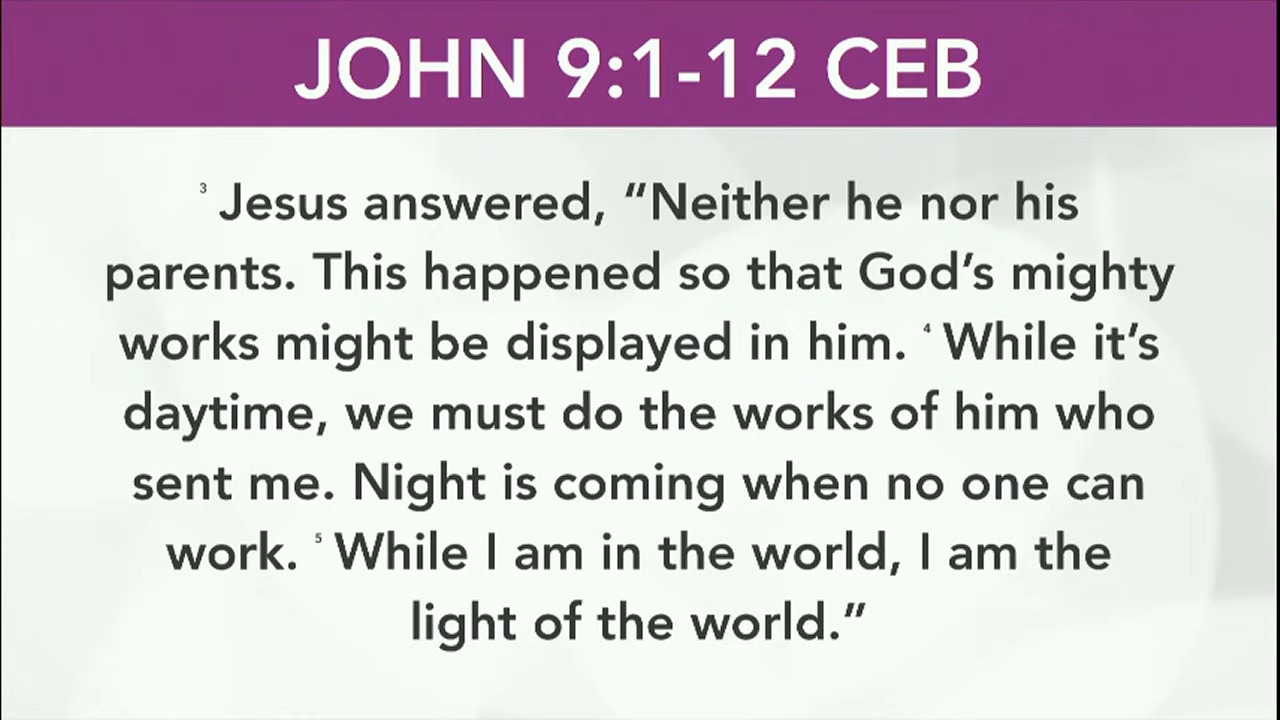 JOHN 9:1-12 CEB
3 Jesus answered, “Neither he nor his
parents. This happened so that God’s mighty
works might be displayed in him. 4 While it’s
daytime, we must do the works of him who
sent me. Night is coming when no one can
work. 5 While I am in the world, I am the
light of the world.”